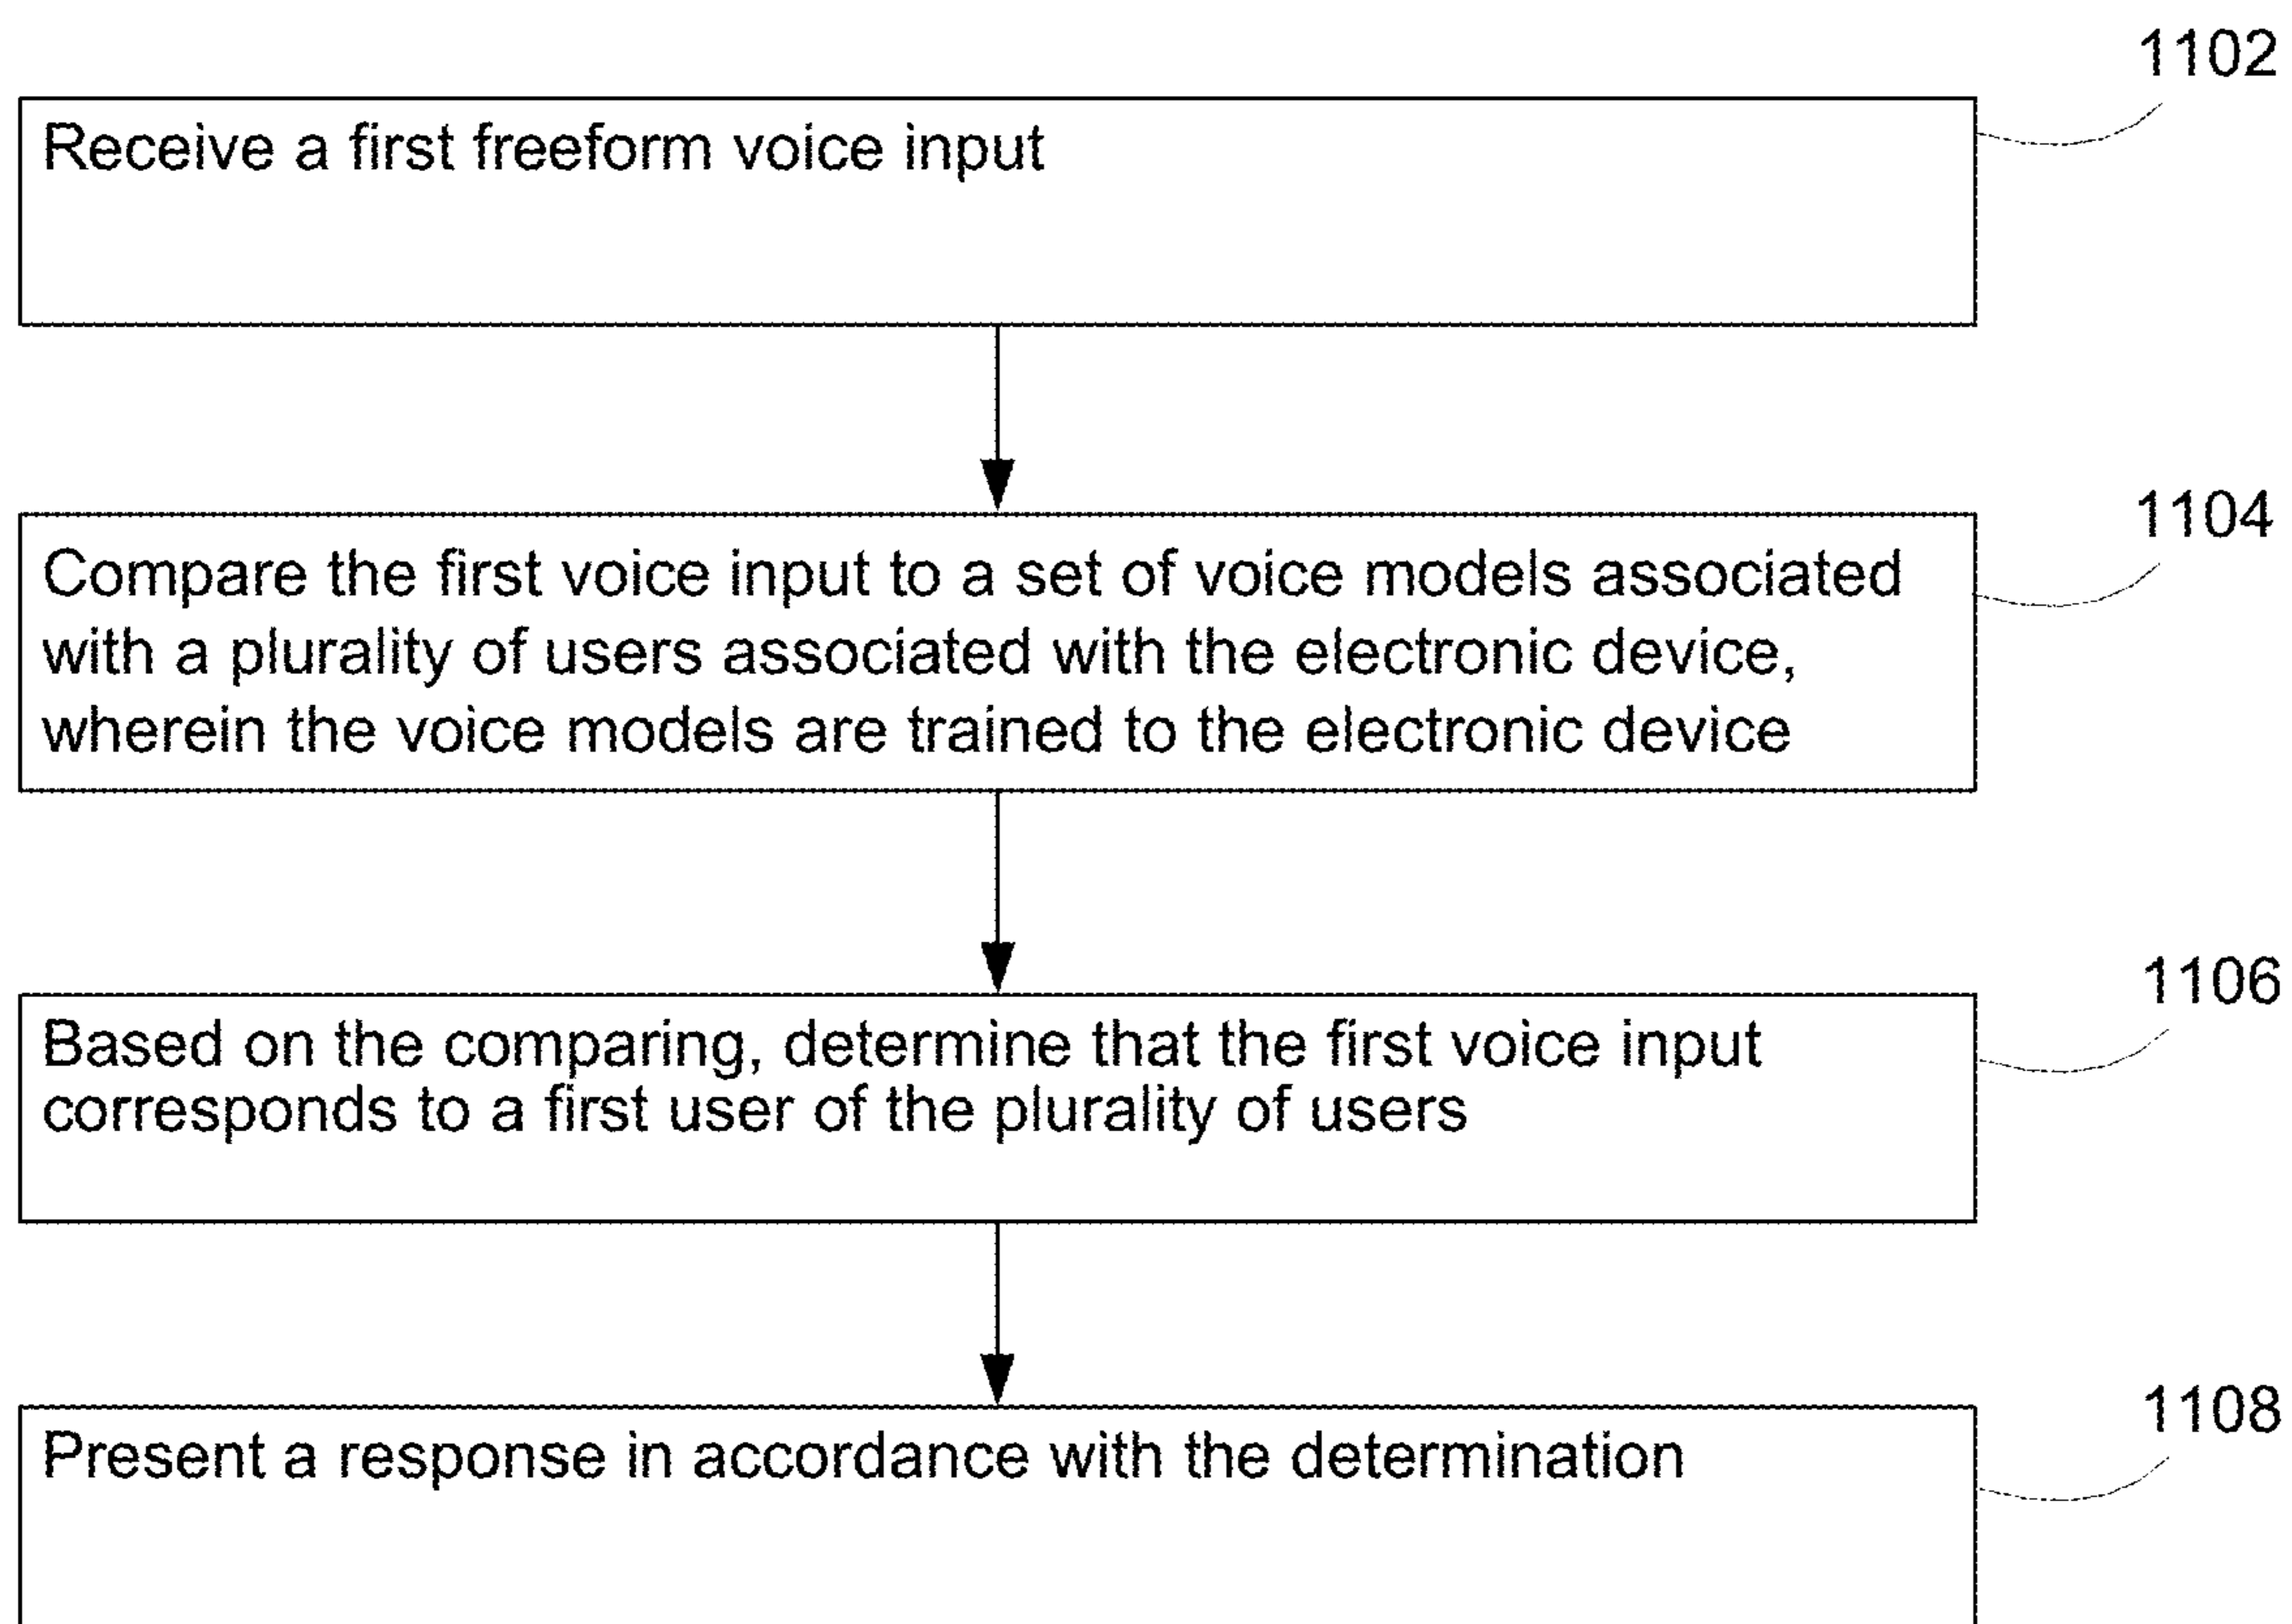 1102
Receive a first freeform voice input
1104
Compare the first voice input to a set of voice models associated
with a plurality of users associated with the electronic device,
wherein the voice models are trained to the electronic device
1106
Based on the comparing, determine that the first voice input
corresponds to a first user of the plurality of users
1108
Present a response in accordance with the determination